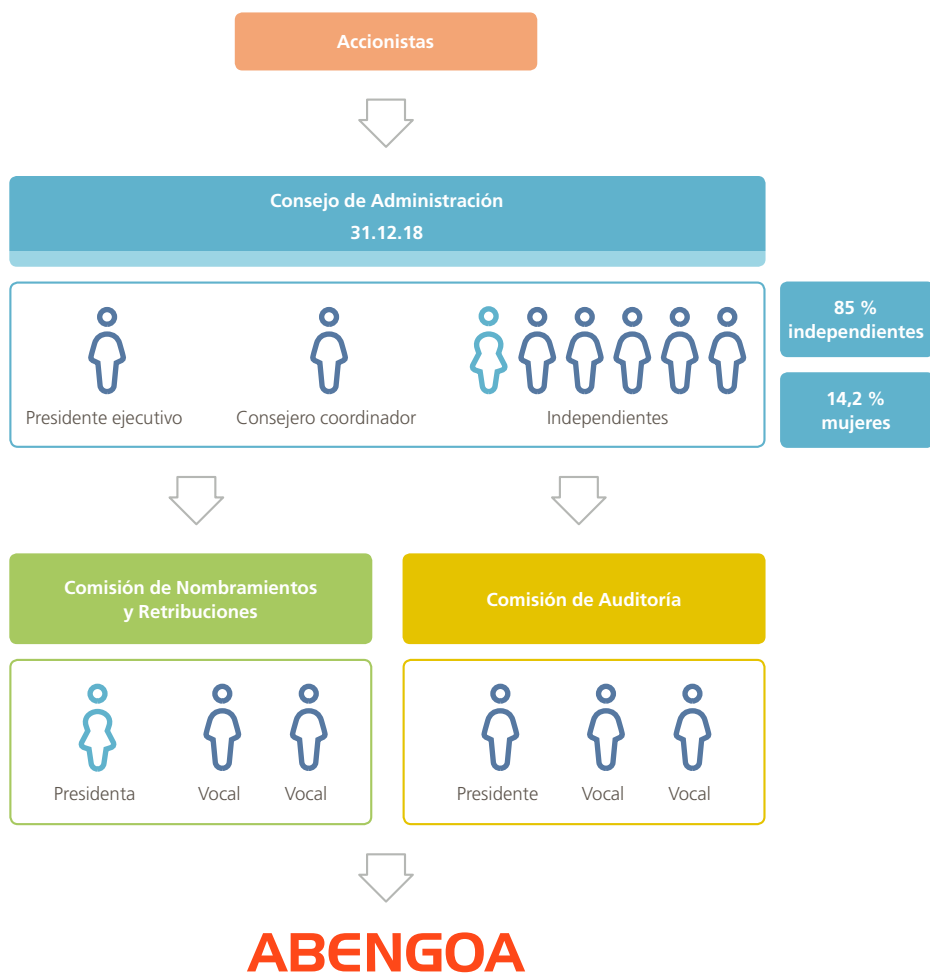 Accionistas
Consejo de Administración
31.12.18
85 %
independientes
14,2 %
mujeres
Presidente ejecutivo
Consejero coordinador
Independientes
Comisión de Nombramientos
y Retribuciones
Comisión de Auditoría
Presidenta
Vocal
Vocal
Presidente
Vocal
Vocal
ABENGOA